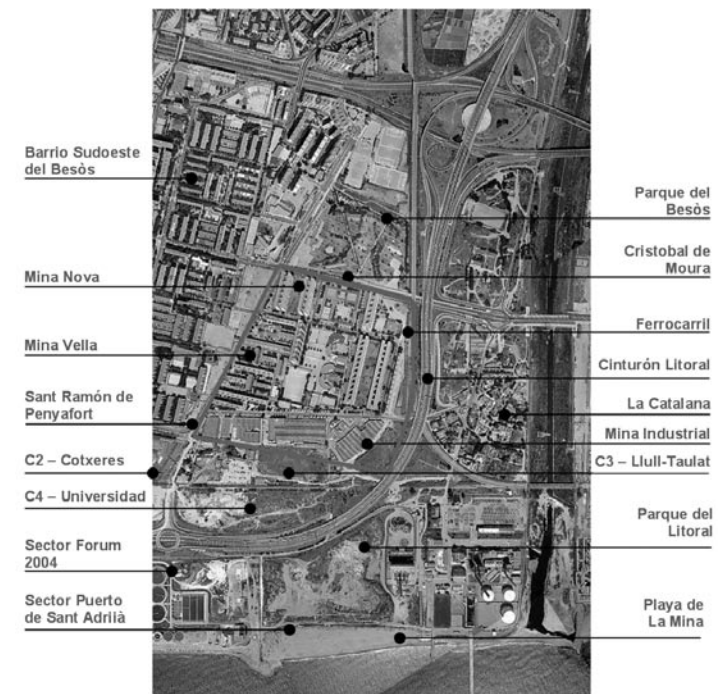 Barrio Sudoeste
del Besòs
Mina Nova
Mina Vella
Sant Ramón de
Penyafort
C2 – Cotxeres
C4 – Universidad
Sector Forum
2004
Sector Puerto
de Sant Adriià
Parque del
Besòs
Cristobal de
Moura
Ferrocarril
Cinturón Litoral
La Catalana
Mina Industrial
C3 – Llull-Taulat
Parque del
Litoral
Playa de
La Mina